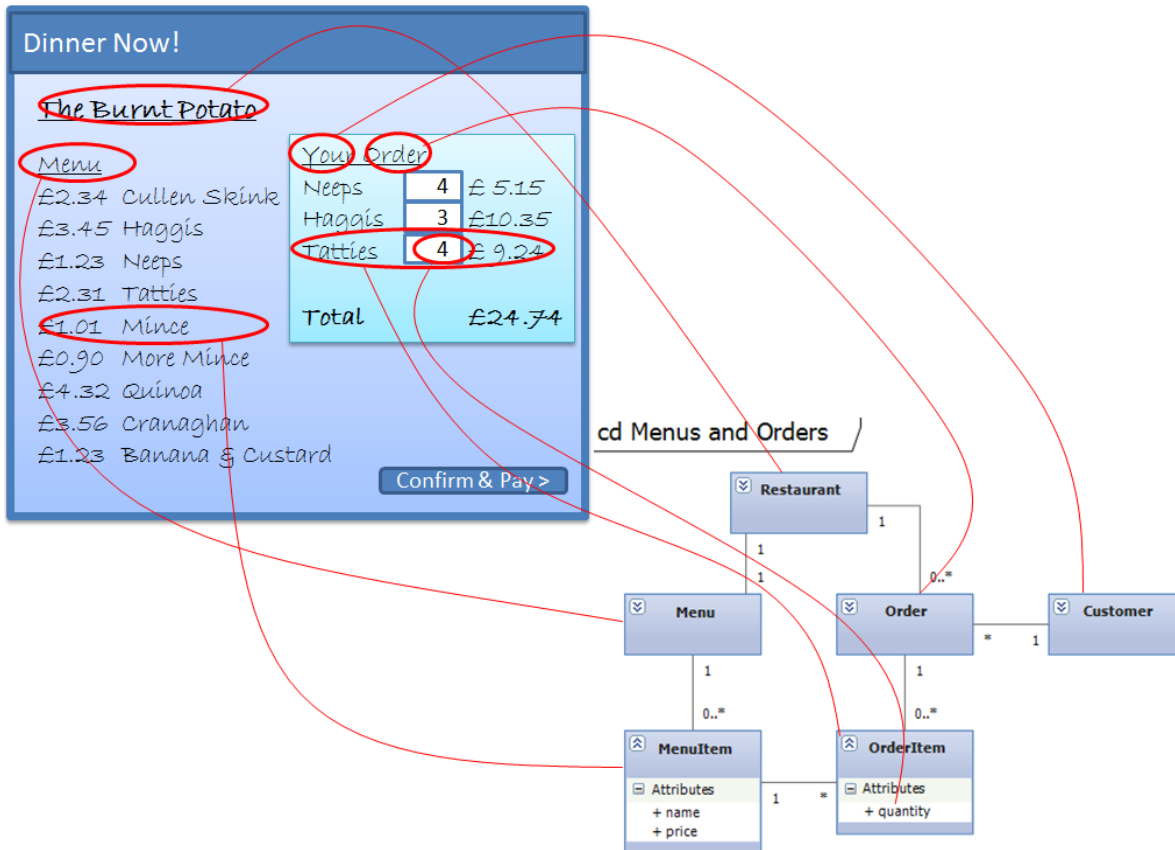 Dinner Now!
The Burnt Potato
Menu
£2.34 Cullen Skink
£3.45 Haggis
£1.23 Neeps
£2.31 Tatties
£1.01 Mince
£0.90 More Mince
£4.32 Quinoa
£3.56 Cranaghan
£1.23 Banana & Custard
Your Order
Neeps 4 £ 5.15
Haggis 3 £10.35
Tatties 4 £ 9.24
Total £24.74
Confirm & Pay >
cd Menus and Orders
Restaurant
1
1
1
0..*
Menu
Order
* 1
Customer
1
1
0..*
0..*
MenuItem
Attributes
+ name
+ price
1 *
OrderItem
Attributes
+ quantity